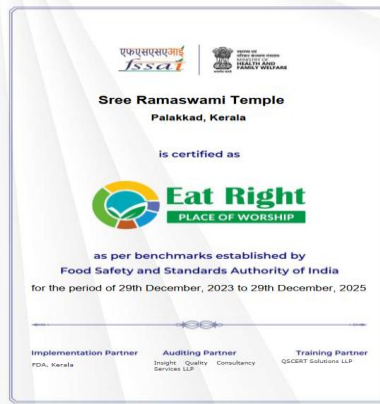 एफएसएसएआई
fssai
HEALTH AND
FAMILY WELFARE
Sree Ramaswami Temple
Palakkad, Kerala
is certified as
Eat Right
PLACE OF WORSHIP
as per benchmarks established by
Food Safety and Standards Authority of India
for the period of 29th December, 2023 to 29th December, 2025
Implementation Partner
FDA, Kerala
Auditing Partner
Insight Quality Consultancy
Services LLP
Training Partner
QSCERT Solutions LLP